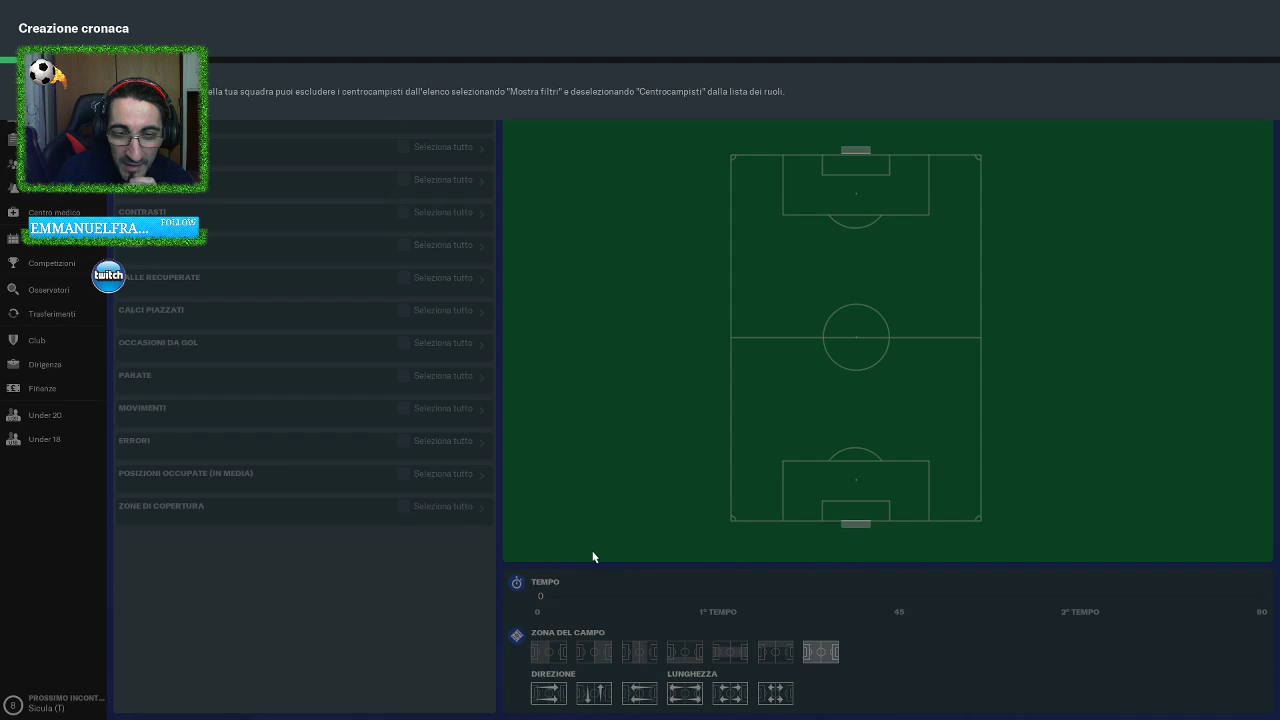 Creazione cronaca
ella tua squadra puoi escludere i centrocampisti dall'elenco selezionando "Mostra filtri" e deselezionando "Centrocampisti" dalla lista dei ruoli.
Seleziona tutto
Seleziona tutto
Centro medico
CONTRASTI
Seleziona tutto
EMMANUELFRA...
FOLLOW
Seleziona tutto
Competizioni
twitch
ALLE RECUPERATE
Seleziona tutto
Osservatori
Trasferimenti
CALCI PIAZZATI
Seleziona tutto
Club
OCCASIONI DA GOL
Seleziona tutto
Dirigenza
PARATE
Seleziona tutto
Finanze
MOVIMENTI
Seleziona tutto
Under 20
Under 18
ERRORI
Seleziona tutto
POSIZIONI OCCUPATE (IN MEDIA)
Seleziona tutto
ZONE DI COPERTURA
Seleziona tutto
TEMPO
0
0
1° TEMPO
45
2° TEMPO
90
ZONA DEL CAMPO
DIREZIONE
LUNGHEZZA
8
PROSSIMO INCONT...
Sicula (T)